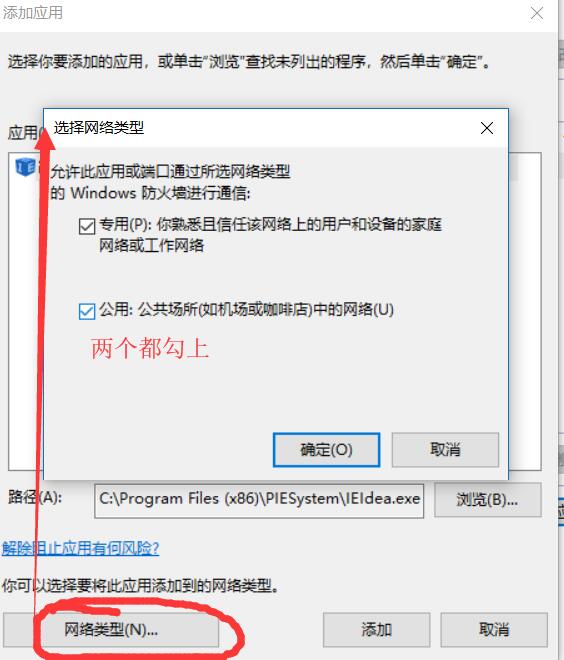 添加应用
选择你要添加的应用，或单击“浏览”查找未列出的程序，然后单击“确定”。
应用(
选择网络类型
允许此应用或端口通过所选网络类型
的 Windows 防火墙进行通信:
专用(P): 你熟悉且信任该网络上的用户和设备的家庭
网络或工作网络
公用: 公共场所(如机场或咖啡店)中的网络(U)
两个都勾上
确定(O)
取消
路径(A):
C:\Program Files (x86)\PIESystem\IEIdea.exe
浏览(B)...
解除阻止应用有何风险?
你可以选择要将此应用添加到的网络类型。
网络类型(N)...
添加
取消